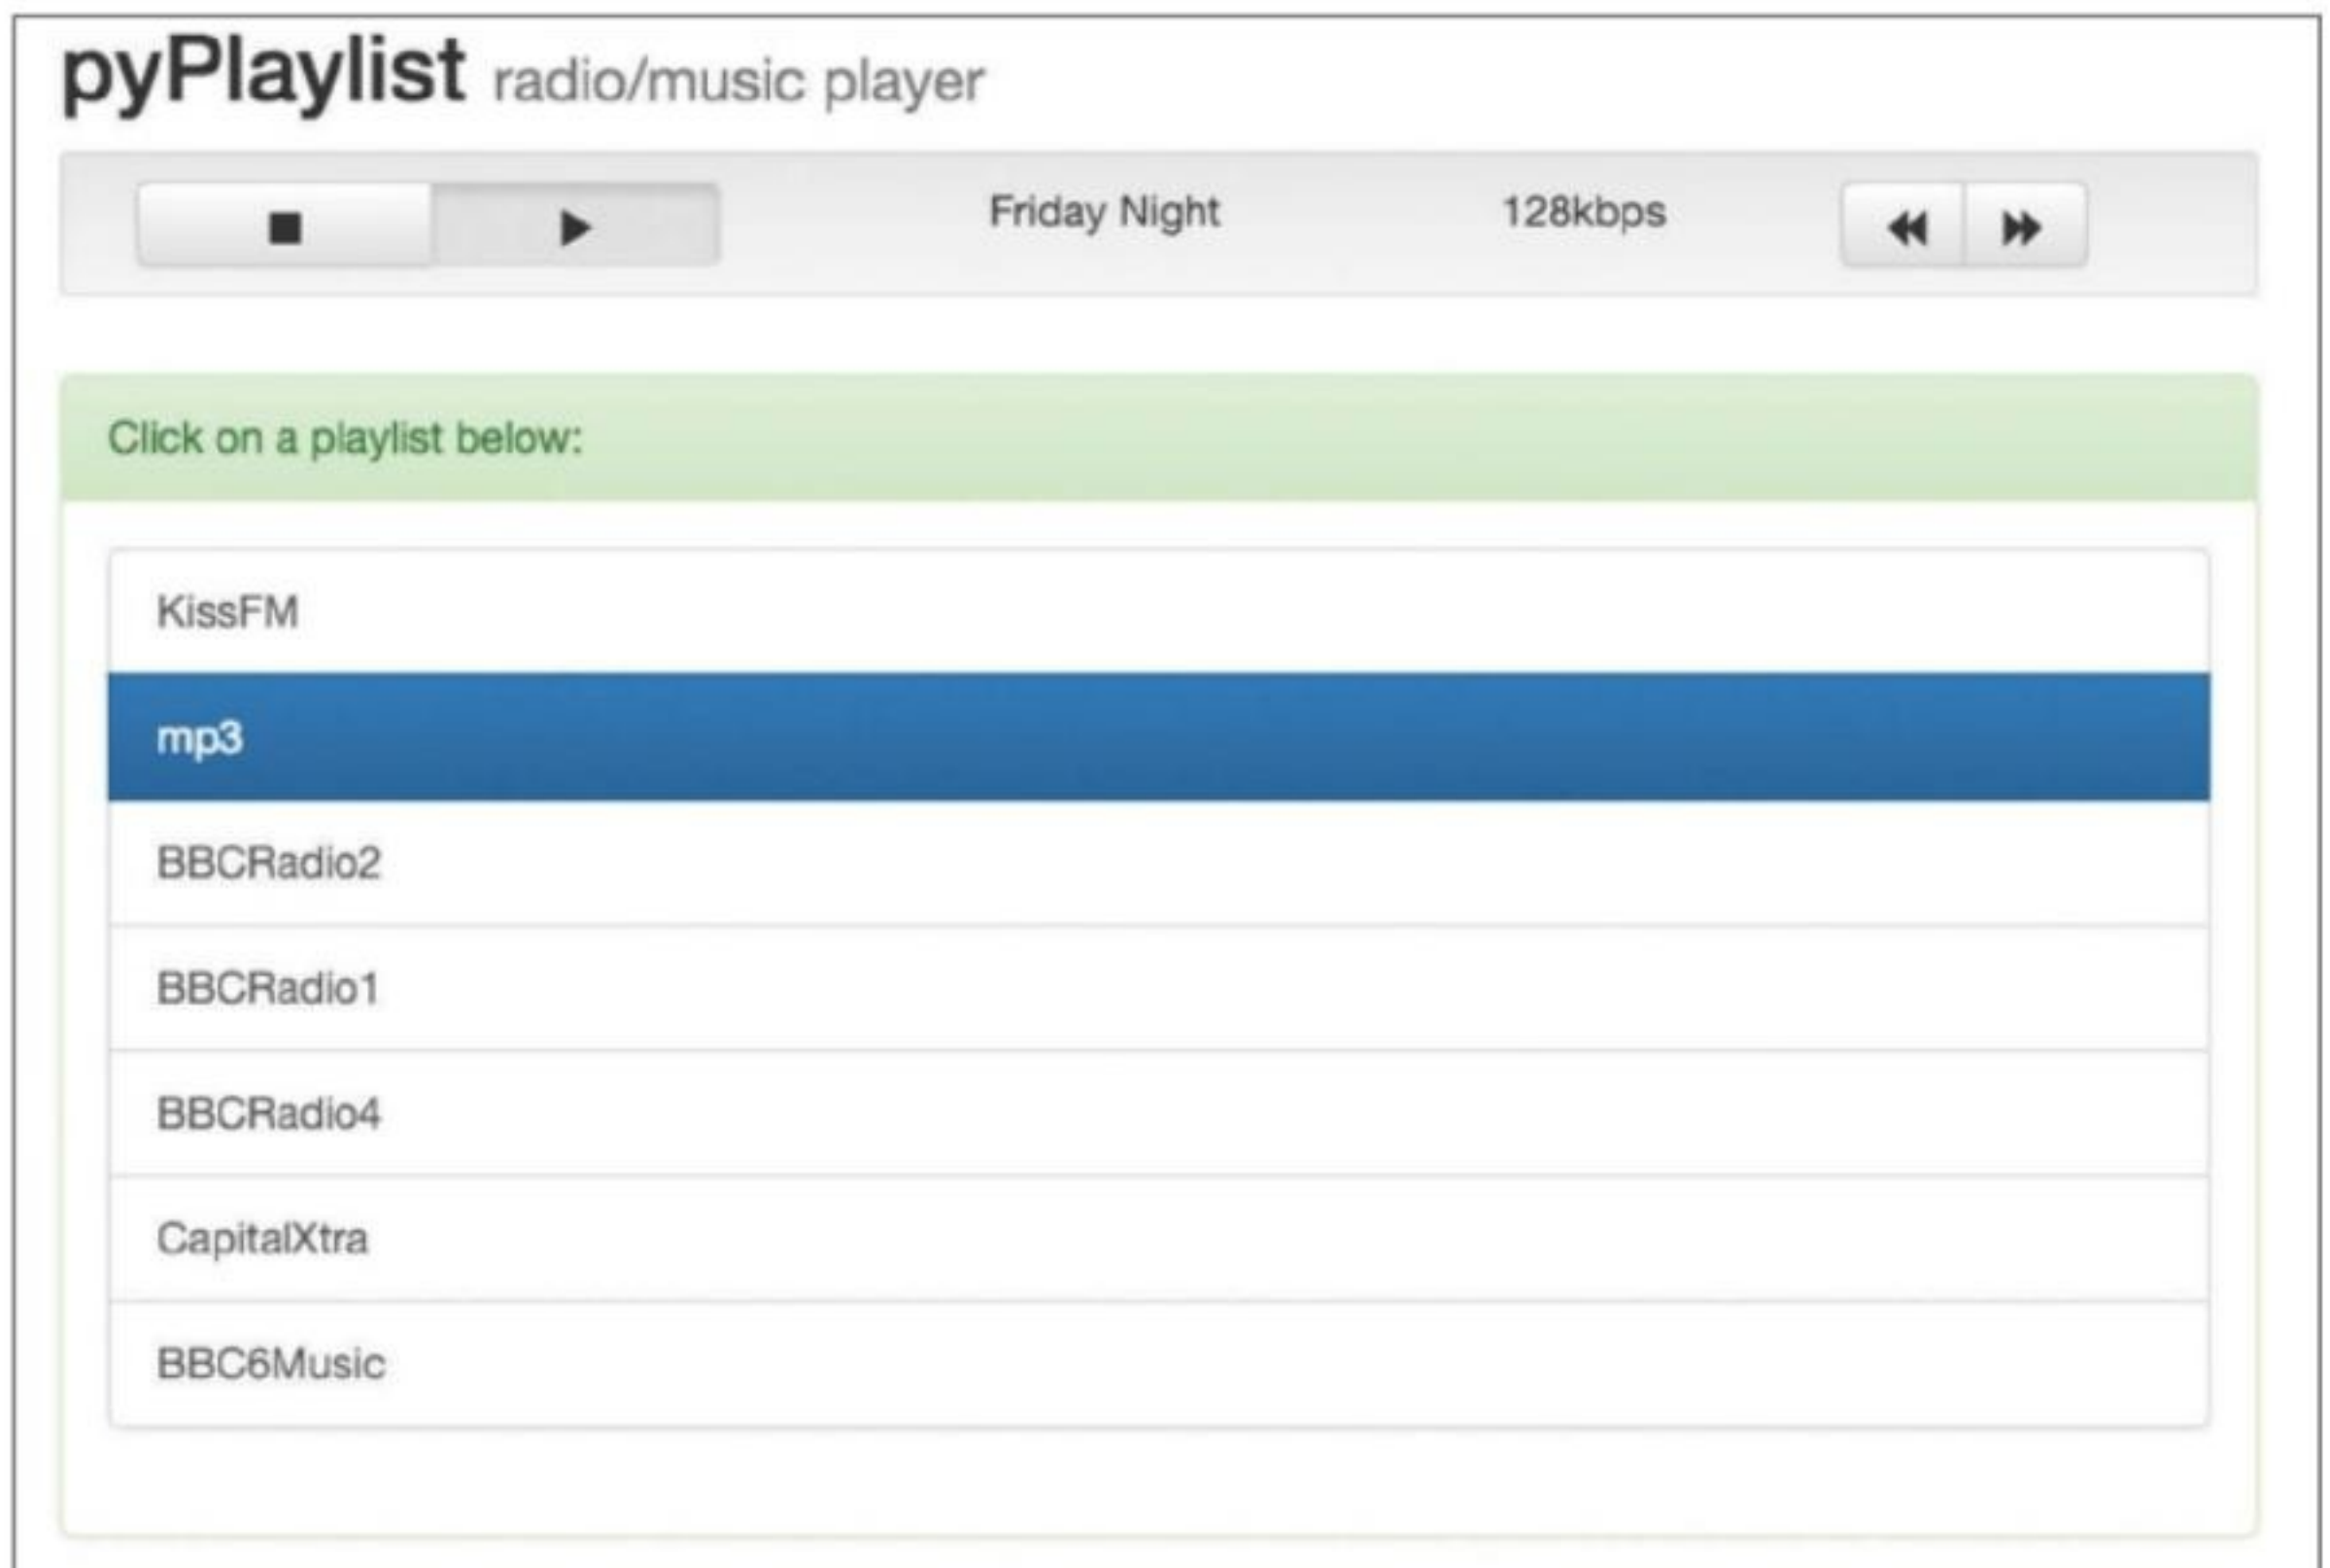 pyPlaylist radio/music player
Friday Night 128kbps
Click on a playlist below:
KissFM
mp3
BBCRadio2
BBCRadio1
BBCRadio4
CapitalXtra
BBC6Music